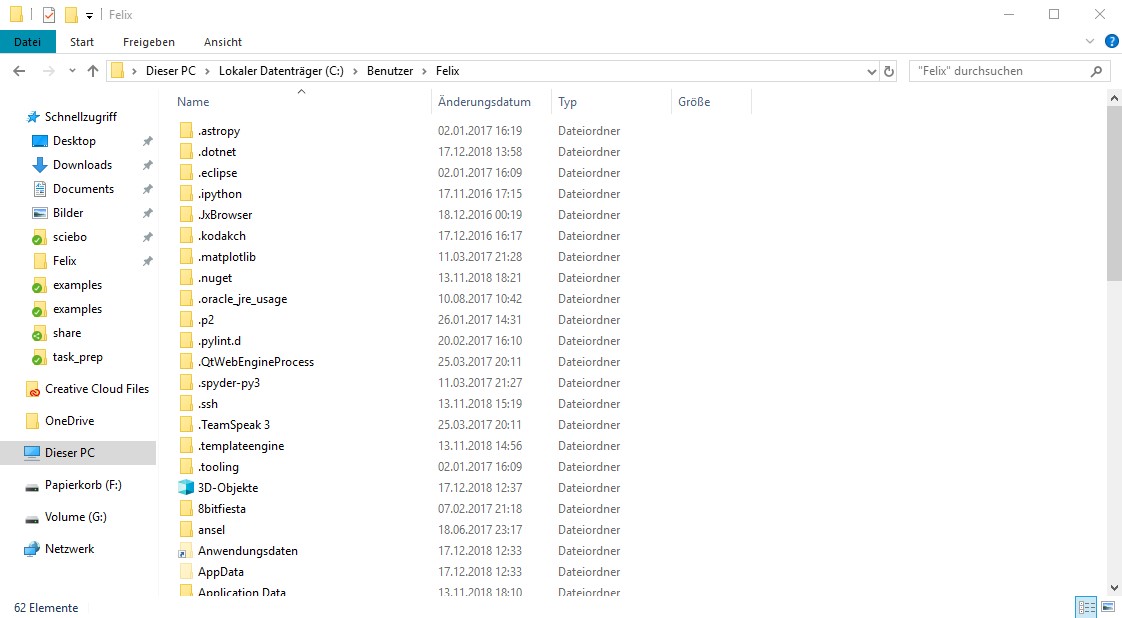 Felix
Datei Start Freigeben Ansicht
Dieser PC Lokaler Datenträger (C:) Benutzer Felix "Felix" durchsuchen
Schnellzugriff
Desktop
Downloads
Documents
Bilder
sciebo
Felix
examples
examples
share
task_prep
Creative Cloud Files
OneDrive
Dieser PC
Papierkorb (F:)
Volume (G:)
Netzwerk
Name Änderungsdatum Typ Größe
.astropy 02.01.2017 16:19 Dateiordner
.dotnet 17.12.2018 13:58 Dateiordner
.eclipse 02.01.2017 16:09 Dateiordner
.ipython 17.11.2016 17:15 Dateiordner
.JxBrowser 18.12.2016 00:19 Dateiordner
.kodakch 17.12.2016 16:17 Dateiordner
.matplotlib 11.03.2017 21:28 Dateiordner
.nuget 13.11.2018 18:21 Dateiordner
.oracle_jre_usage 10.08.2017 10:42 Dateiordner
.p2 26.01.2017 14:31 Dateiordner
.pylint.d 20.02.2017 16:10 Dateiordner
.QtWebEngineProcess 25.03.2017 20:11 Dateiordner
.spyder-py3 11.03.2017 21:27 Dateiordner
.ssh 13.11.2018 15:19 Dateiordner
.TeamSpeak 3 25.03.2017 20:11 Dateiordner
.templateengine 13.11.2018 14:56 Dateiordner
.tooling 02.01.2017 16:09 Dateiordner
3D-Objekte 17.12.2018 12:37 Dateiordner
8bitfiesta 07.02.2017 21:18 Dateiordner
ansel 18.06.2017 23:17 Dateiordner
Anwendungsdaten 17.12.2018 12:33 Dateiordner
AppData 17.12.2018 12:33 Dateiordner
Application Data 13.11.2018 18:10 Dateiordner
62 Elemente